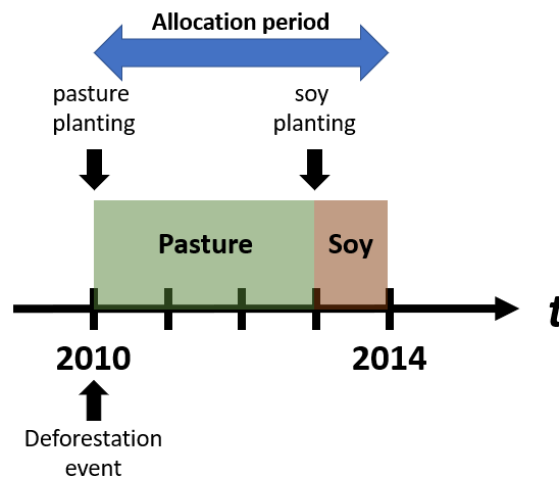 Allocation period
pasture
planting
soy
planting
Pasture
Soy
t
2010
2014
Deforestation
event